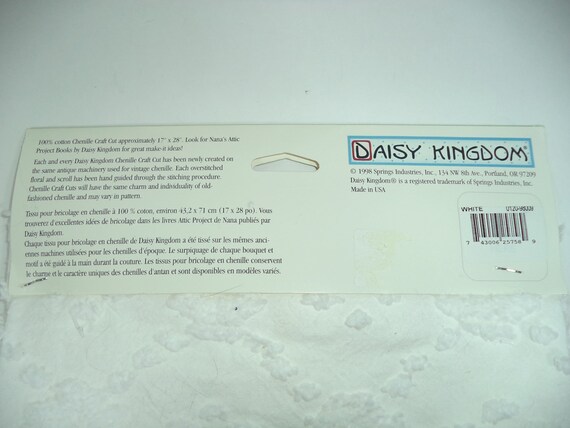 100% cotton Chenille Craft Cut approximately 17" x 28". Look for Nana's Attic
Project Books by Daisy Kingdom for great make-it ideas!
Each and every Daisy Kingdom Chenille Craft Cut has been newly created on
the same antique machinery used for vintage chenille. Each overstitched
floral and scroll has been hand guided through the stitching procedure.
Chenille Craft Cuts will have the same charm and individuality of old-
fashioned chenille and may vary in pattern.
Tissu pour bricolage en chenille à 100 % coton, environ 43,2 x 71 cm (17 x 28 po). Vous
trouverez d'excellentes idées de bricolage dans les livres Attic Project de Nana publiés par
Daisy Kingdom.
Chaque tissu pour bricolage en chenille de Daisy Kingdom a été tissé sur les mêmes anci-
ennes machines utilisées pour les chenilles d'époque. Le surpiquage de chaque bouquet et
motif a été guidé à la main durant la couture. Les tissus pour bricolage en chenille conservent
le charme et le caractère uniques des chenilles d'antan et sont disponibles en modèles variés.
DAISY KINGDOM®
© 1998 Springs Industries, Inc., 134 NW 8th Ave., Portland, OR 97209
Daisy Kingdom® is a registered trademark of Springs Industries, Inc.
Made in USA
WHITE
7 43006 25758 9